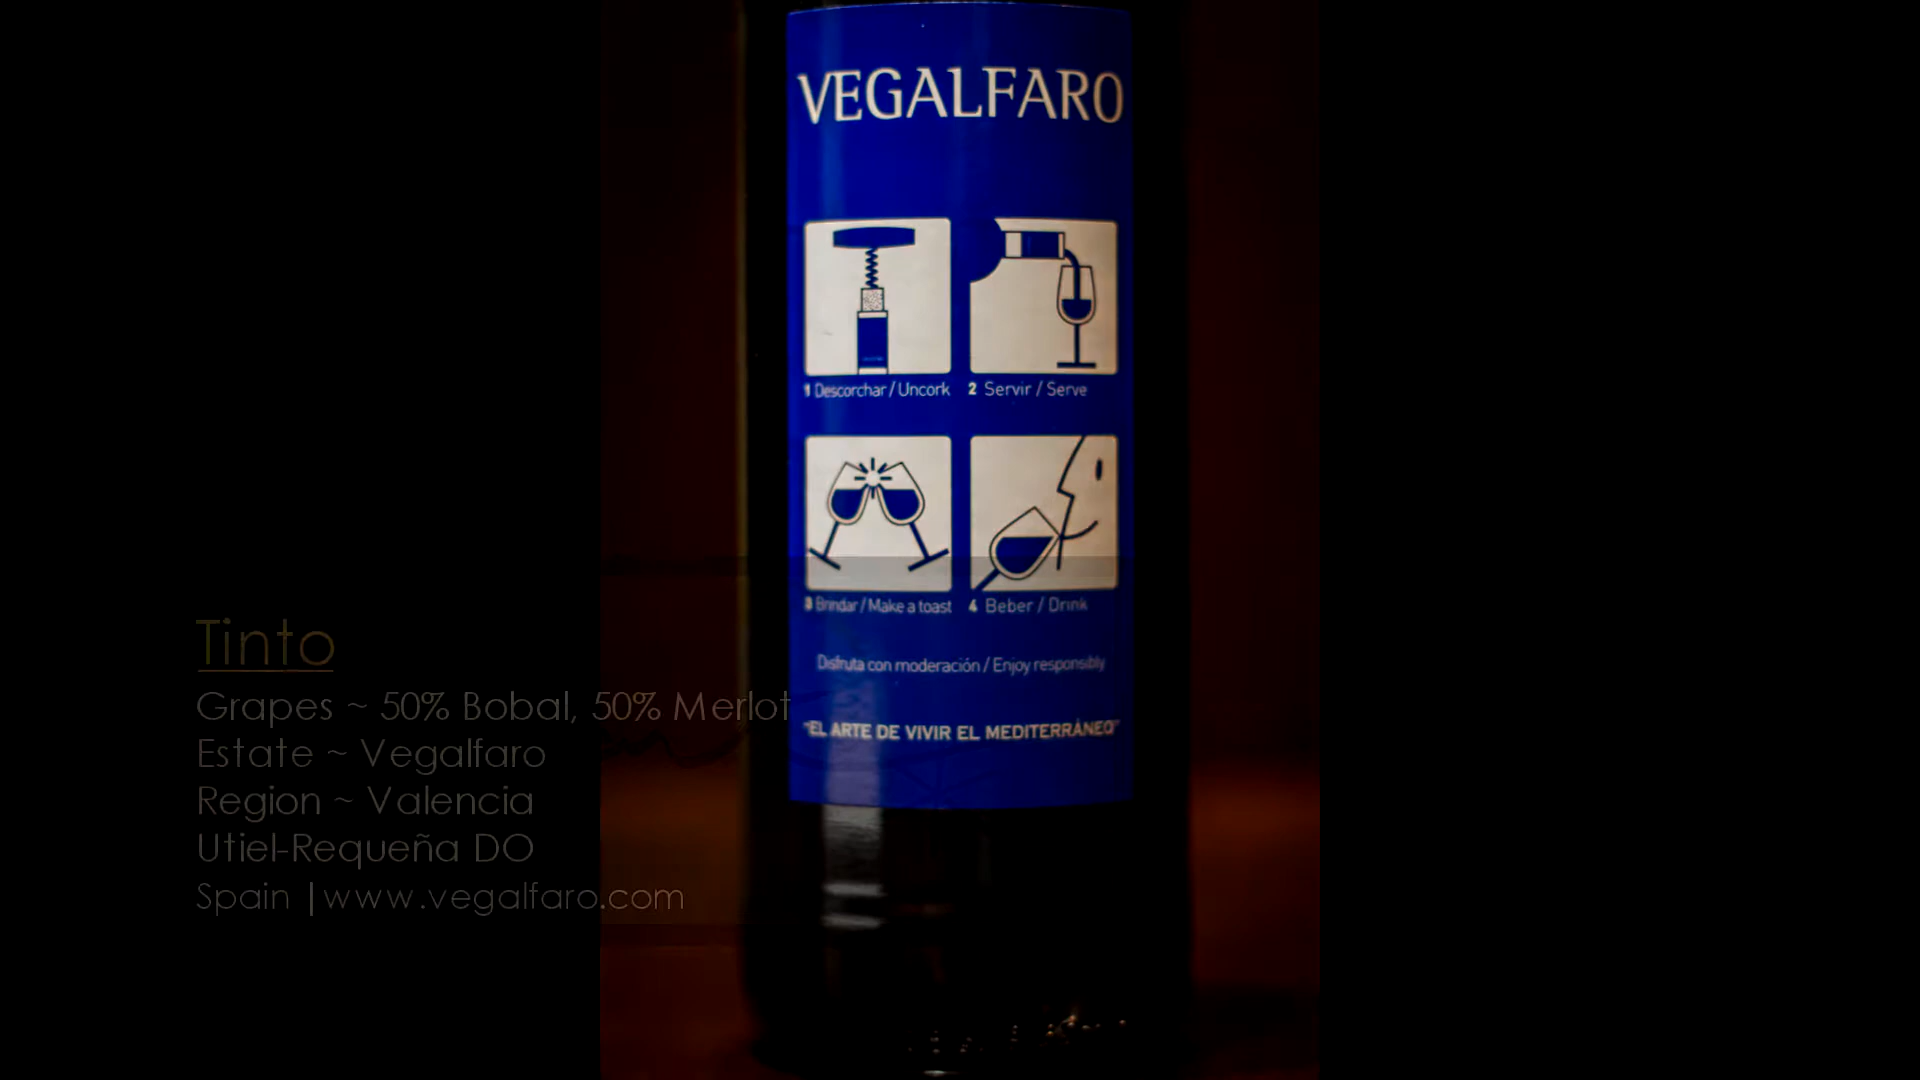 VEGALFARO
1 Descorchar / Uncork
2 Servir / Serve
3 Brindar / Make a toast
4 Beber / Drink
Disfruta con moderación / Enjoy responsibly
"EL ARTE DE VIVIR EL MEDITERRÁNEO"
Tinto
Grapes ~ 50% Bobal, 50% Merlot
Estate ~ Vegalfaro
Region ~ Valencia
Utiel-Requeña DO
Spain |www.vegalfaro.com